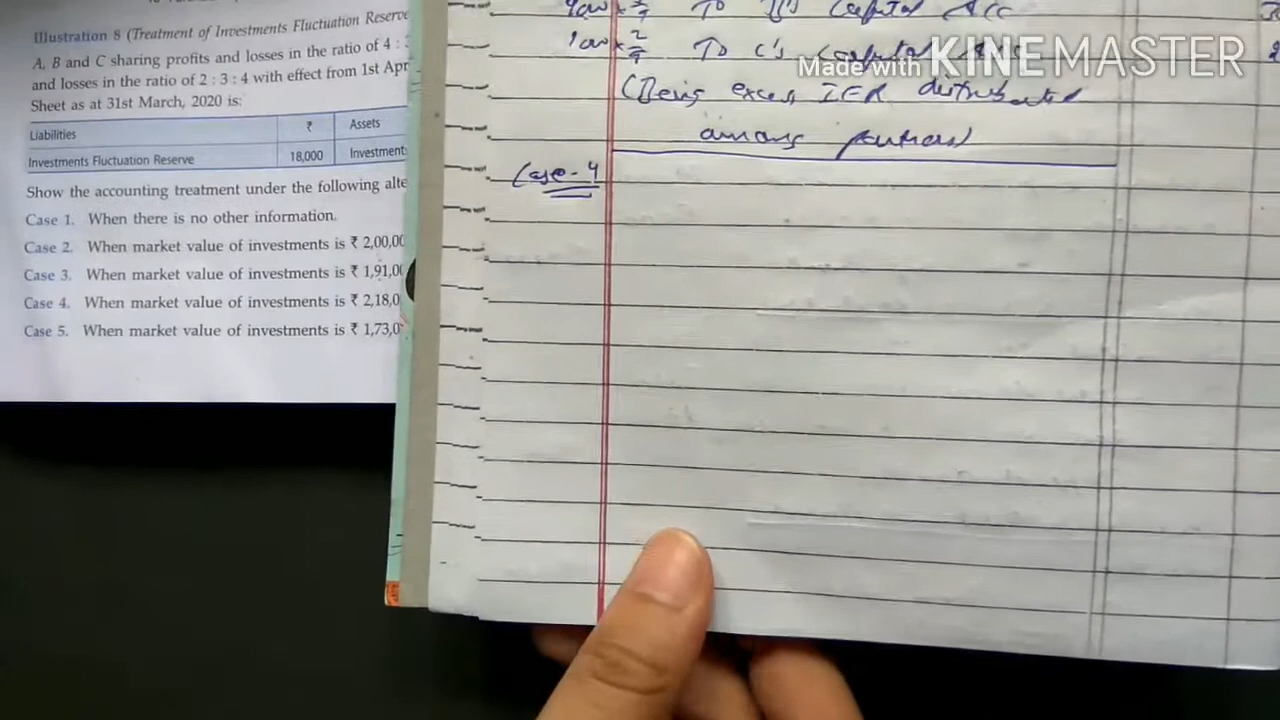 Illustration 8 (Treatment of Investments Fluctuation Reserve
A, B and C sharing profits and losses in the ratio of 4 :
and losses in the ratio of 2 : 3 : 4 with effect from 1st Apr
Sheet as at 31st March, 2020 is:
Liabilities ₹ Assets
Investments Fluctuation Reserve 18,000 Investment
Show the accounting treatment under the following alte
Case 1. When there is no other information.
Case 2. When market value of investments is ₹ 2,00,00
Case 3. When market value of investments is ₹ 1,91,0
Case 4. When market value of investments is ₹ 2,18,0
Case 5. When market value of investments is ₹ 1,73,0
To Capital Acc
To C's Capital
Made with KINEMASTER
(Being excess IFR distributed
among partners)
Case-4